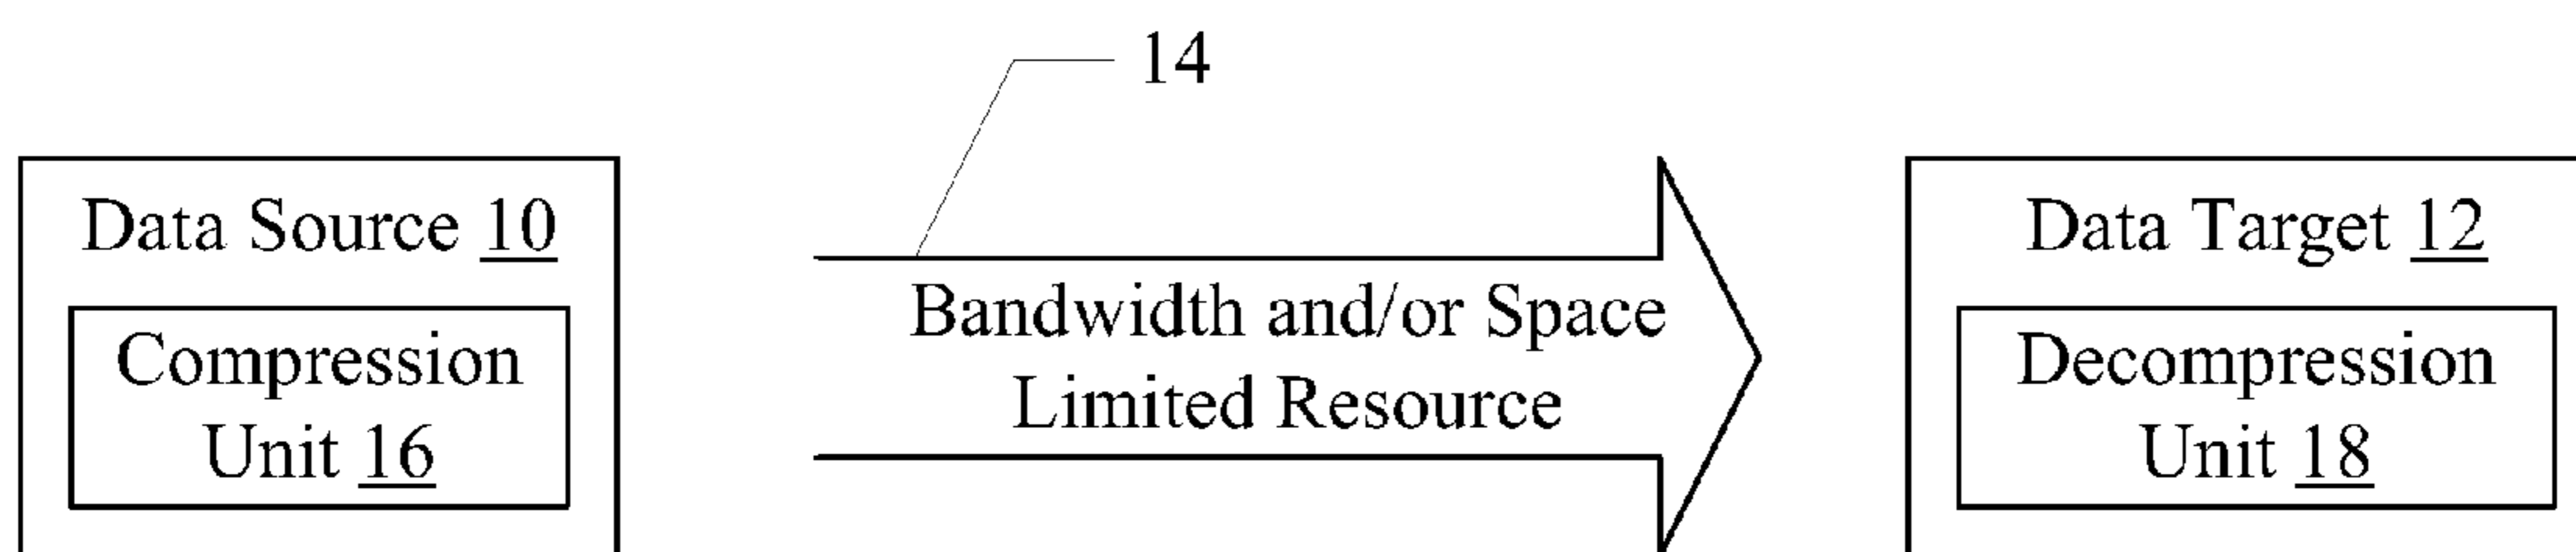 14
Data Source 10
Compression
Unit 16
Bandwidth and/or Space
Limited Resource
Data Target 12
Decompression
Unit 18